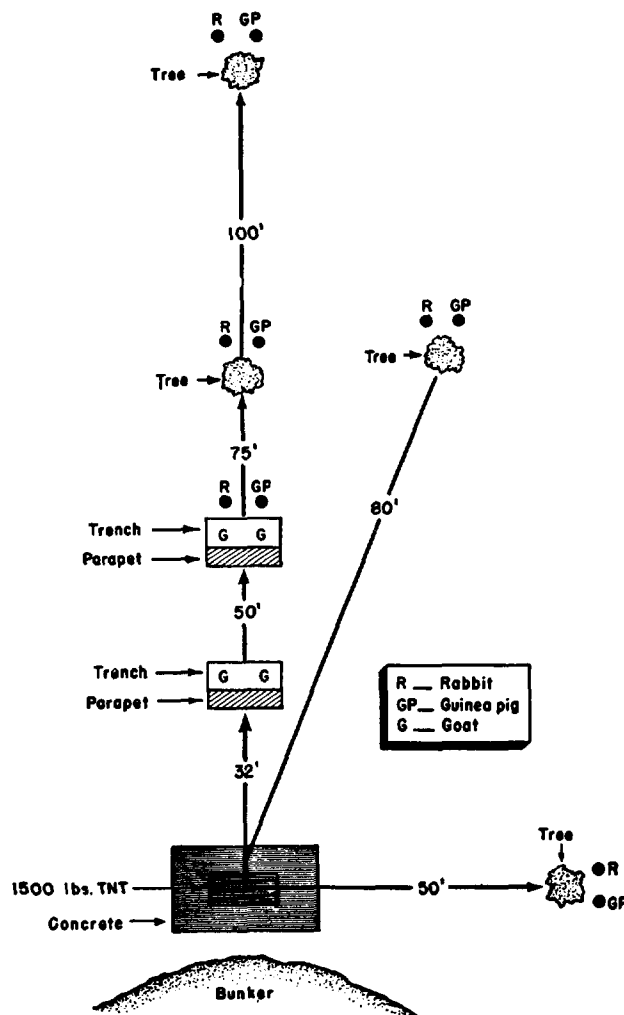 R GP
Tree
100'
R GP
Tree
R GP
Tree
75'
80'
R GP
Trench
G G
Parapet
50'
Trench
G G
Parapet
R — Rabbit
GP — Guinea pig
G — Goat
32'
Tree
1500 lbs. TNT
50'
R
GP
Concrete
Bunker